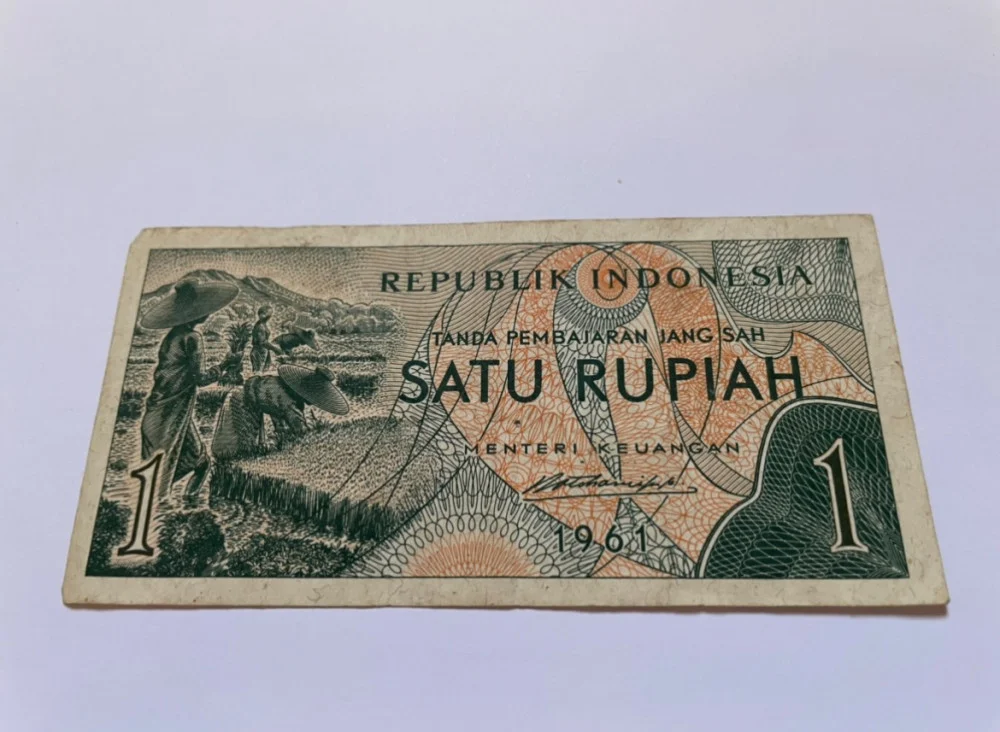 REPUBLIK INDONESIA
TANDA PEMBAJARAN JANG SAH
SATU RUPIAH
MENTERI KEUANGAN
1961
1
1